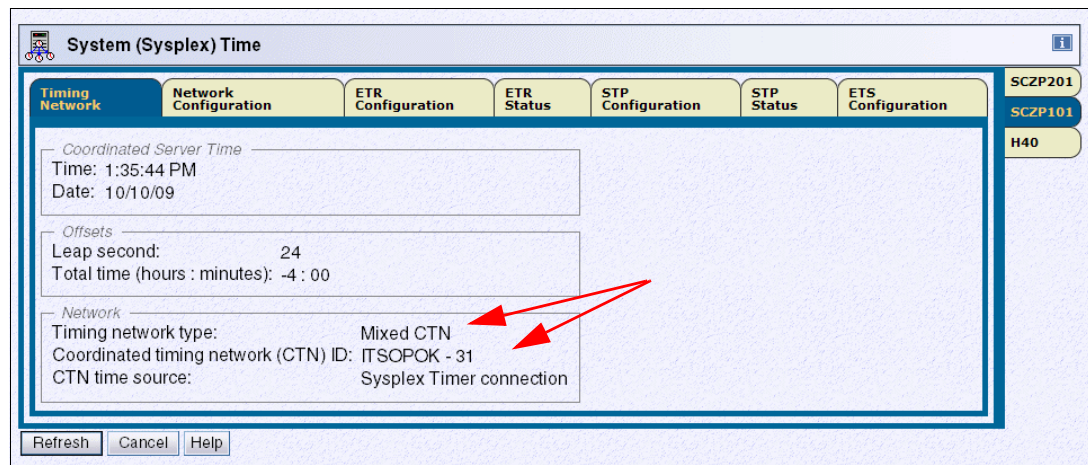 System (Sysplex) Time
Timing Network
Network Configuration
ETR Configuration
ETR Status
STP Configuration
STP Status
ETS Configuration
SCZP201
SCZP101
H40
Coordinated Server Time
Time: 1:35:44 PM
Date: 10/10/09
Offsets
Leap second: 24
Total time (hours : minutes): -4 : 00
Network
Timing network type: Mixed CTN
Coordinated timing network (CTN) ID: ITSOPOK - 31
CTN time source: Sysplex Timer connection
Refresh Cancel Help